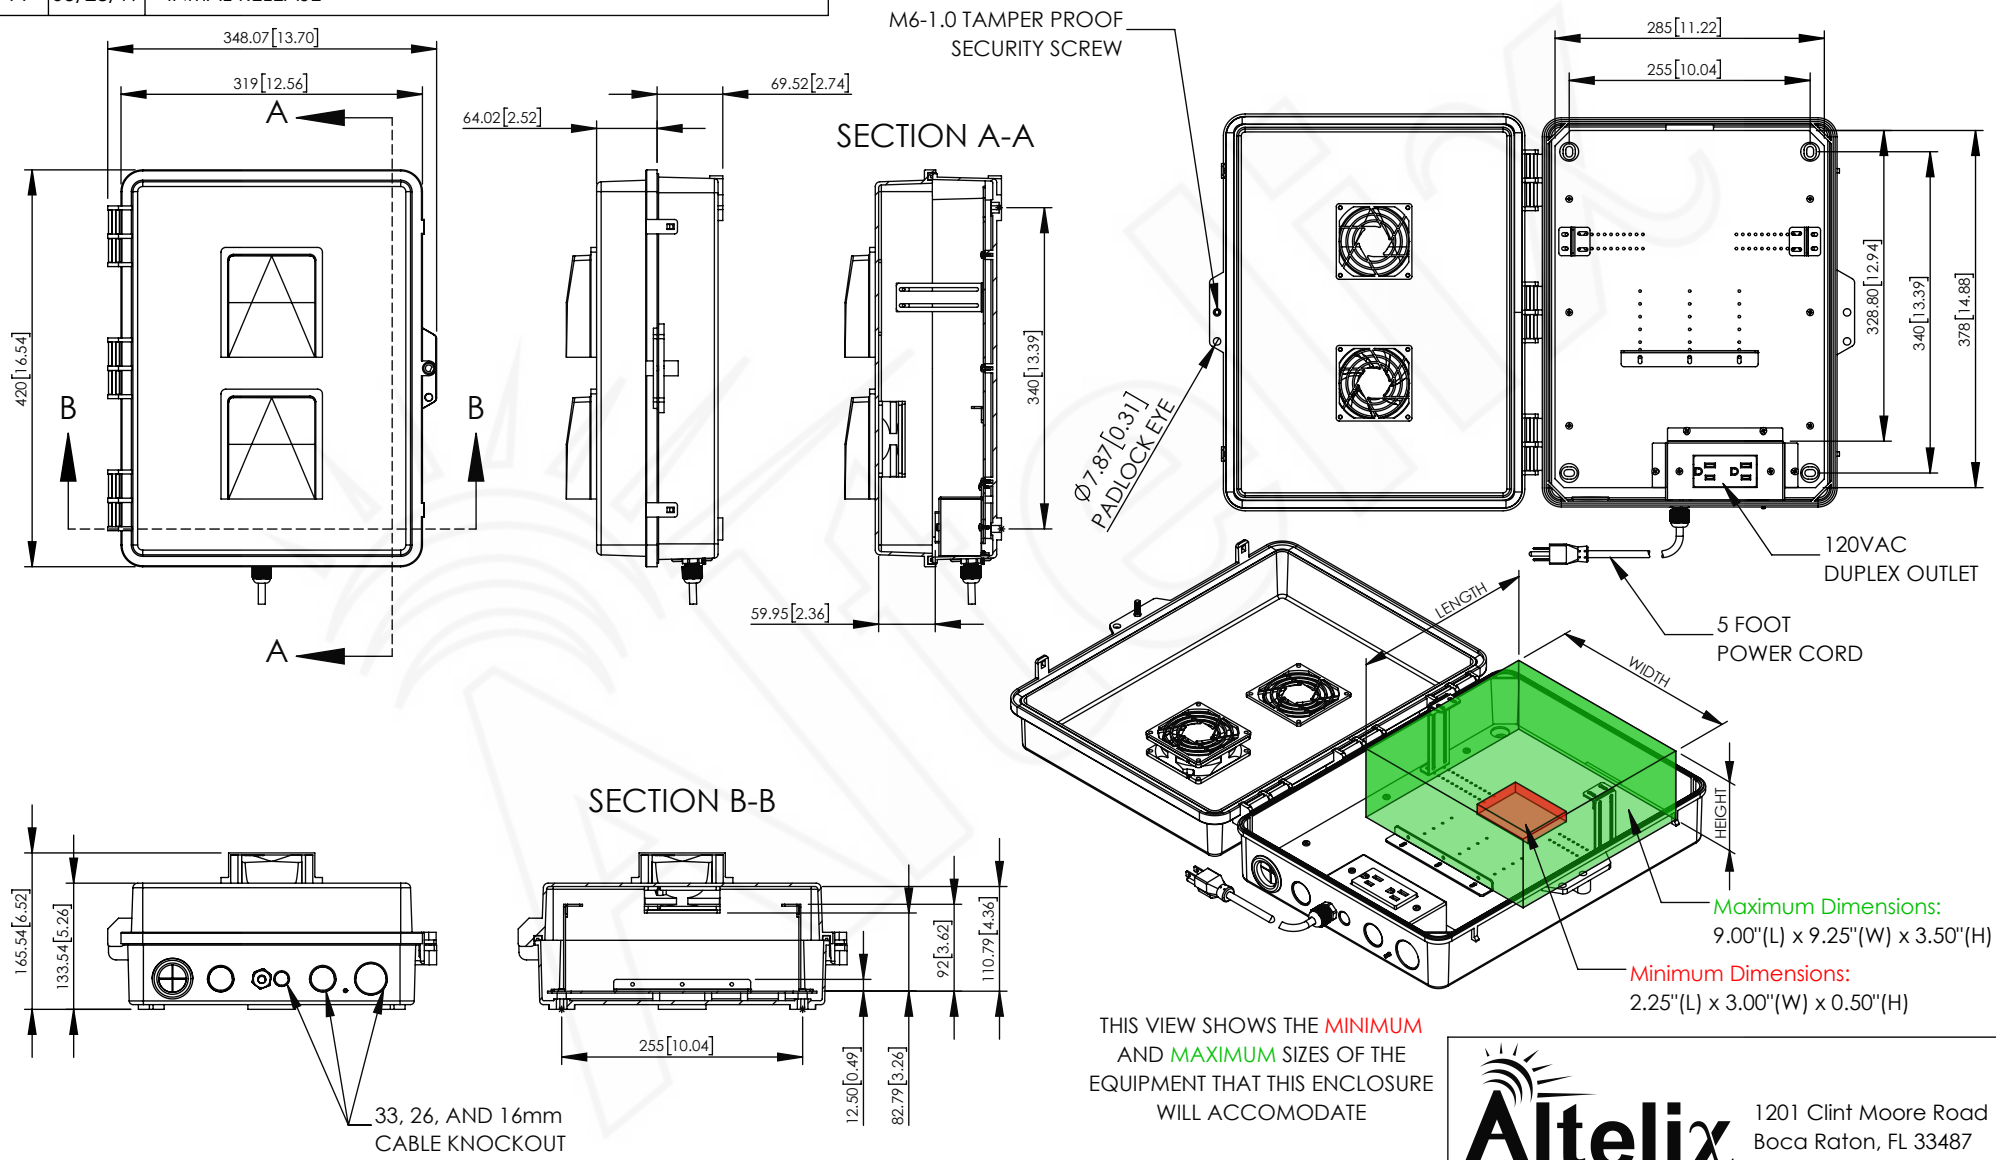 348.07[13.70]
319[12.56]
A
420[16.54]
B
B
A
64.02[2.52]
69.52[2.74]
SECTION A-A
340[13.39]
59.95[2.36]
M6-1.0 TAMPER PROOF
SECURITY SCREW
Ø7.87[0.31]
PADLOCK EYE
285[11.22]
255[10.04]
328.80[12.94]
340[13.39]
378[14.88]
120VAC
DUPLEX OUTLET
5 FOOT
POWER CORD
LENGTH
WIDTH
HEIGHT
Maximum Dimensions:
9.00"(L) x 9.25"(W) x 3.50"(H)
Minimum Dimensions:
2.25"(L) x 3.00"(W) x 0.50"(H)
THIS VIEW SHOWS THE MINIMUM
AND MAXIMUM SIZES OF THE
EQUIPMENT THAT THIS ENCLOSURE
WILL ACCOMODATE
SECTION B-B
165.54[6.52]
133.54[5.26]
33, 26, AND 16mm
CABLE KNOCKOUT
255[10.04]
12.50[0.49]
82.79[3.26]
92[3.62]
110.79[4.36]
Altelix
1201 Clint Moore Road
Boca Raton, FL 33487
Altelix